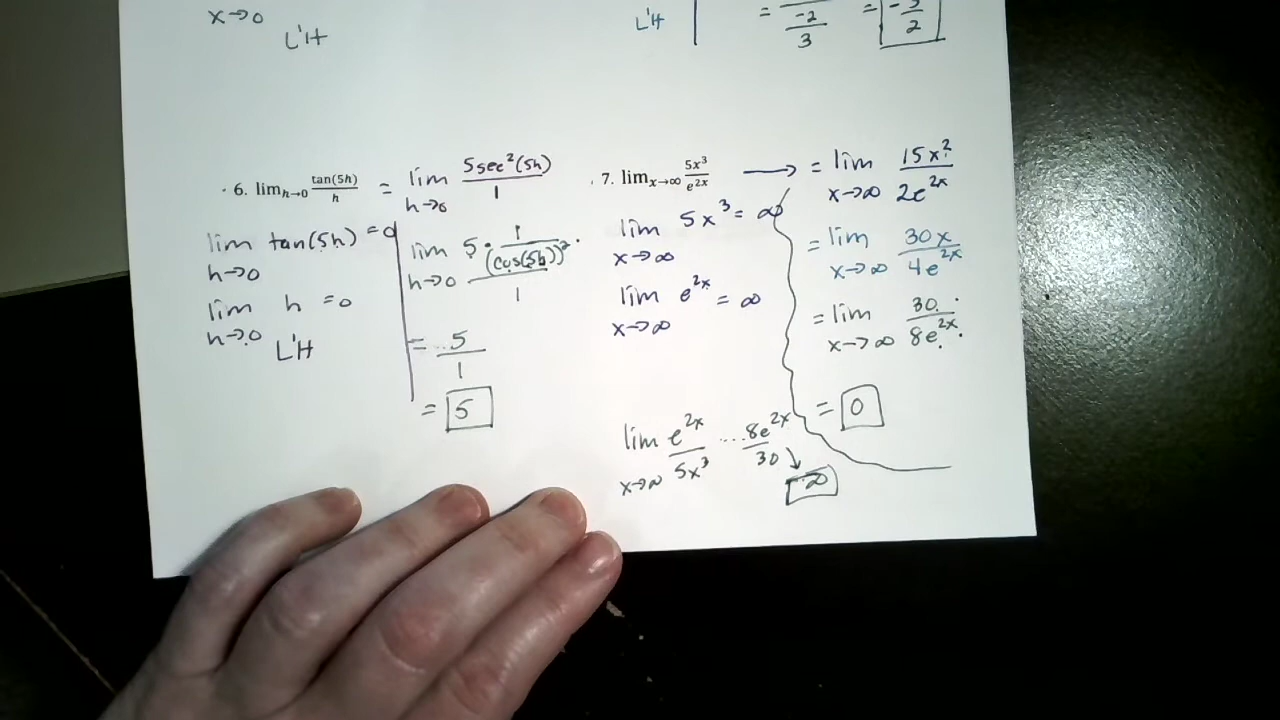 x→0
L'H
L'H
= /(-2/3) = -3/2
· 6. lim_{h→0} tan(5h)/h = lim_{h→0} 5sec²(5h)/1
lim_{h→0} tan(5h) = 0
lim_{h→0} h = 0
L'H
lim_{h→0} 5·1/(cos(5h))²/1
= 5/1
= 5
. 7. lim_{x→∞} 5x³/e^{2x} → = lim_{x→∞} 15x²/2e^{2x}
lim_{x→∞} 5x³ = ∞
lim_{x→∞} e^{2x} = ∞
= lim_{x→∞} 30x/4e^{2x}
= lim_{x→∞} 30/8e^{2x}
= 0
lim_{x→∞} e^{2x}/5x³ ... 8e^{2x}/30 → ∞